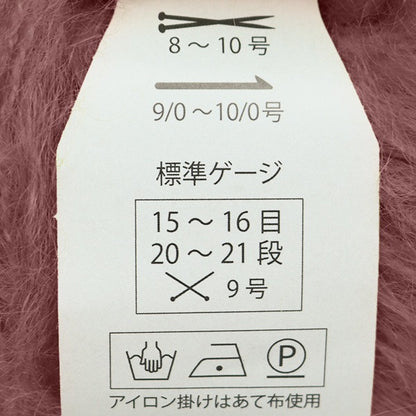 8～10号
9/0～10/0号
標準ゲージ
15～16目
20～21段
9号
P
アイロン掛けはあて布使用